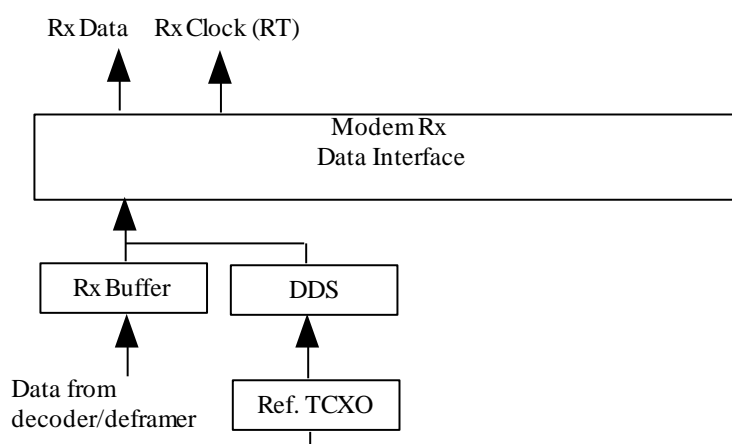 Rx Data
Rx Clock (RT)
Modem Rx
Data Interface
Rx Buffer
DDS
Data from
decoder/deframer
Ref. TCXO